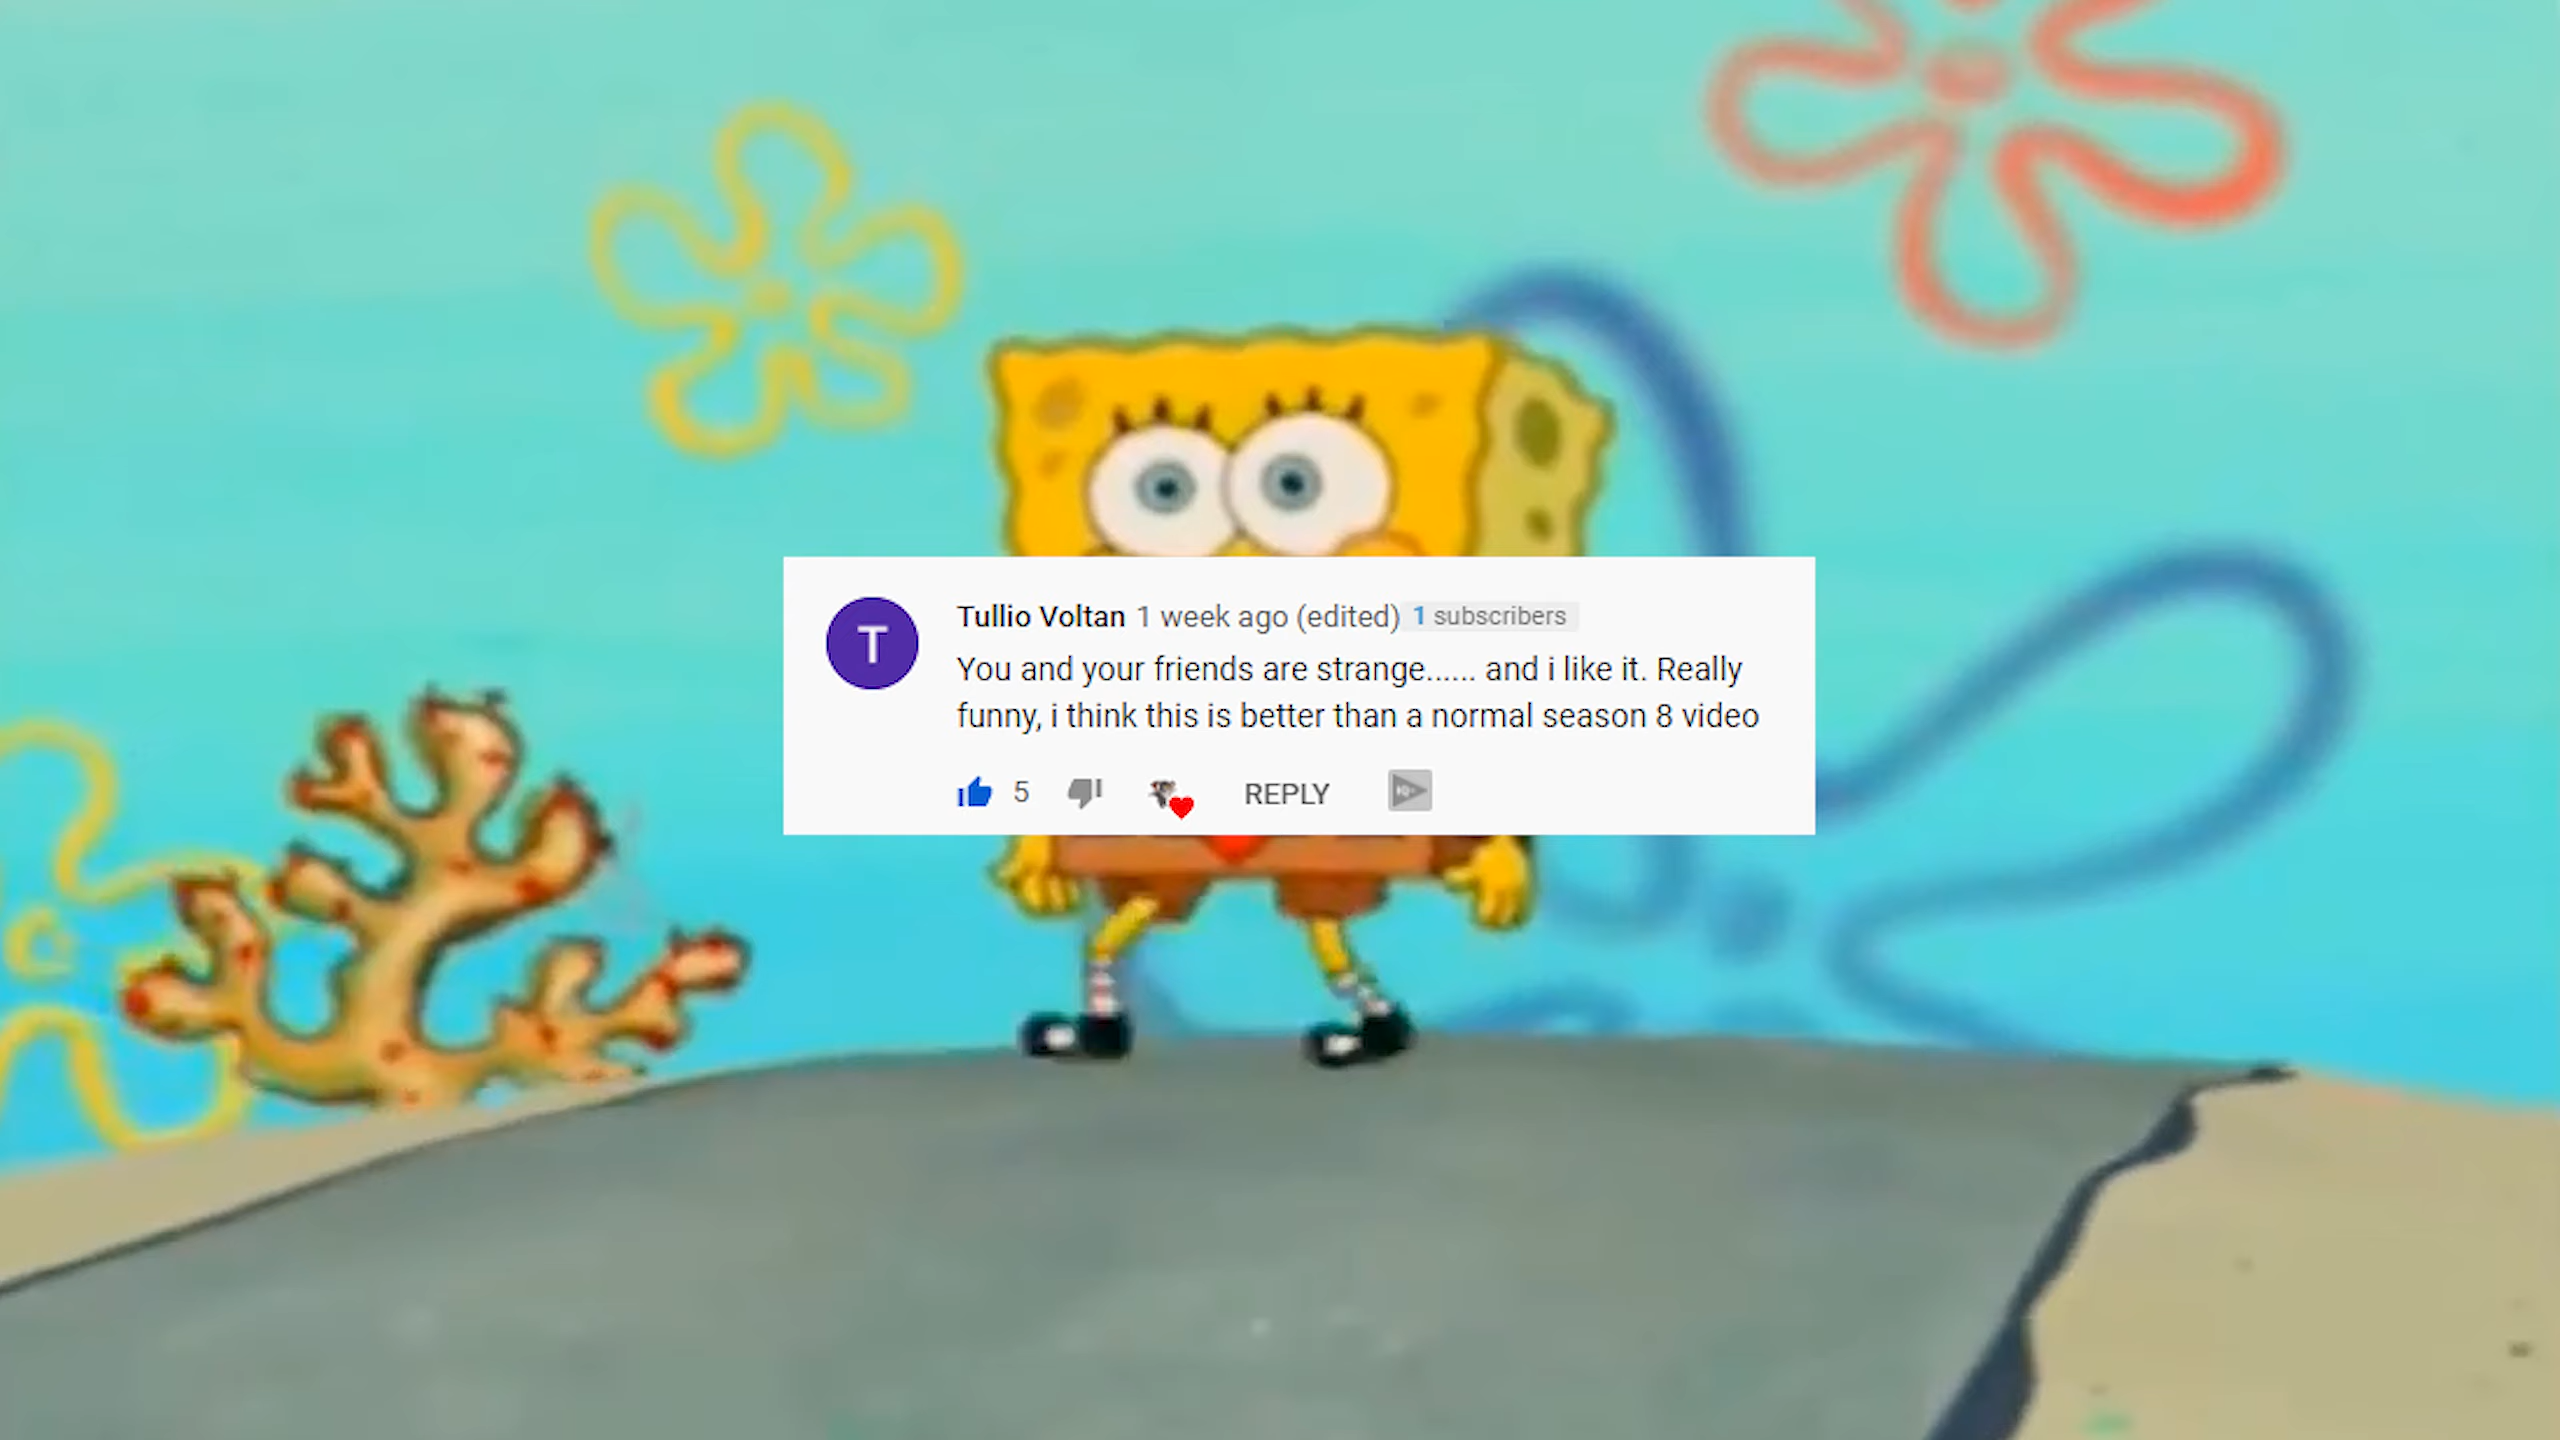 T
Tullio Voltan 1 week ago (edited) 1 subscribers
You and your friends are strange...... and i like it. Really
funny, i think this is better than a normal season 8 video
5 REPLY